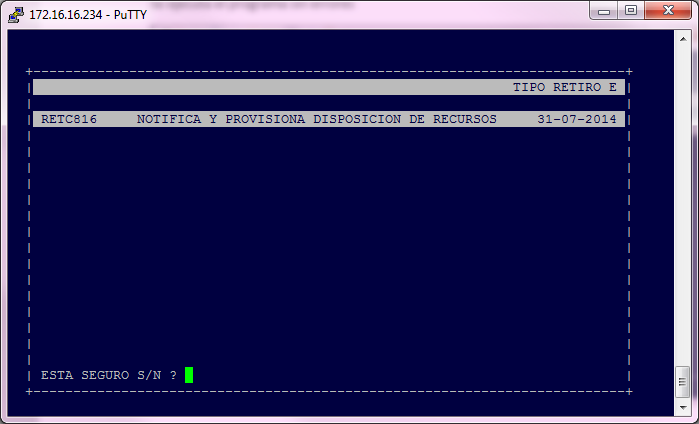 172.16.16.234 - PuTTY
TIPO RETIRO E
RETC816 NOTIFICA Y PROVISIONA DISPOSICION DE RECURSOS 31-07-2014
ESTA SEGURO S/N ?